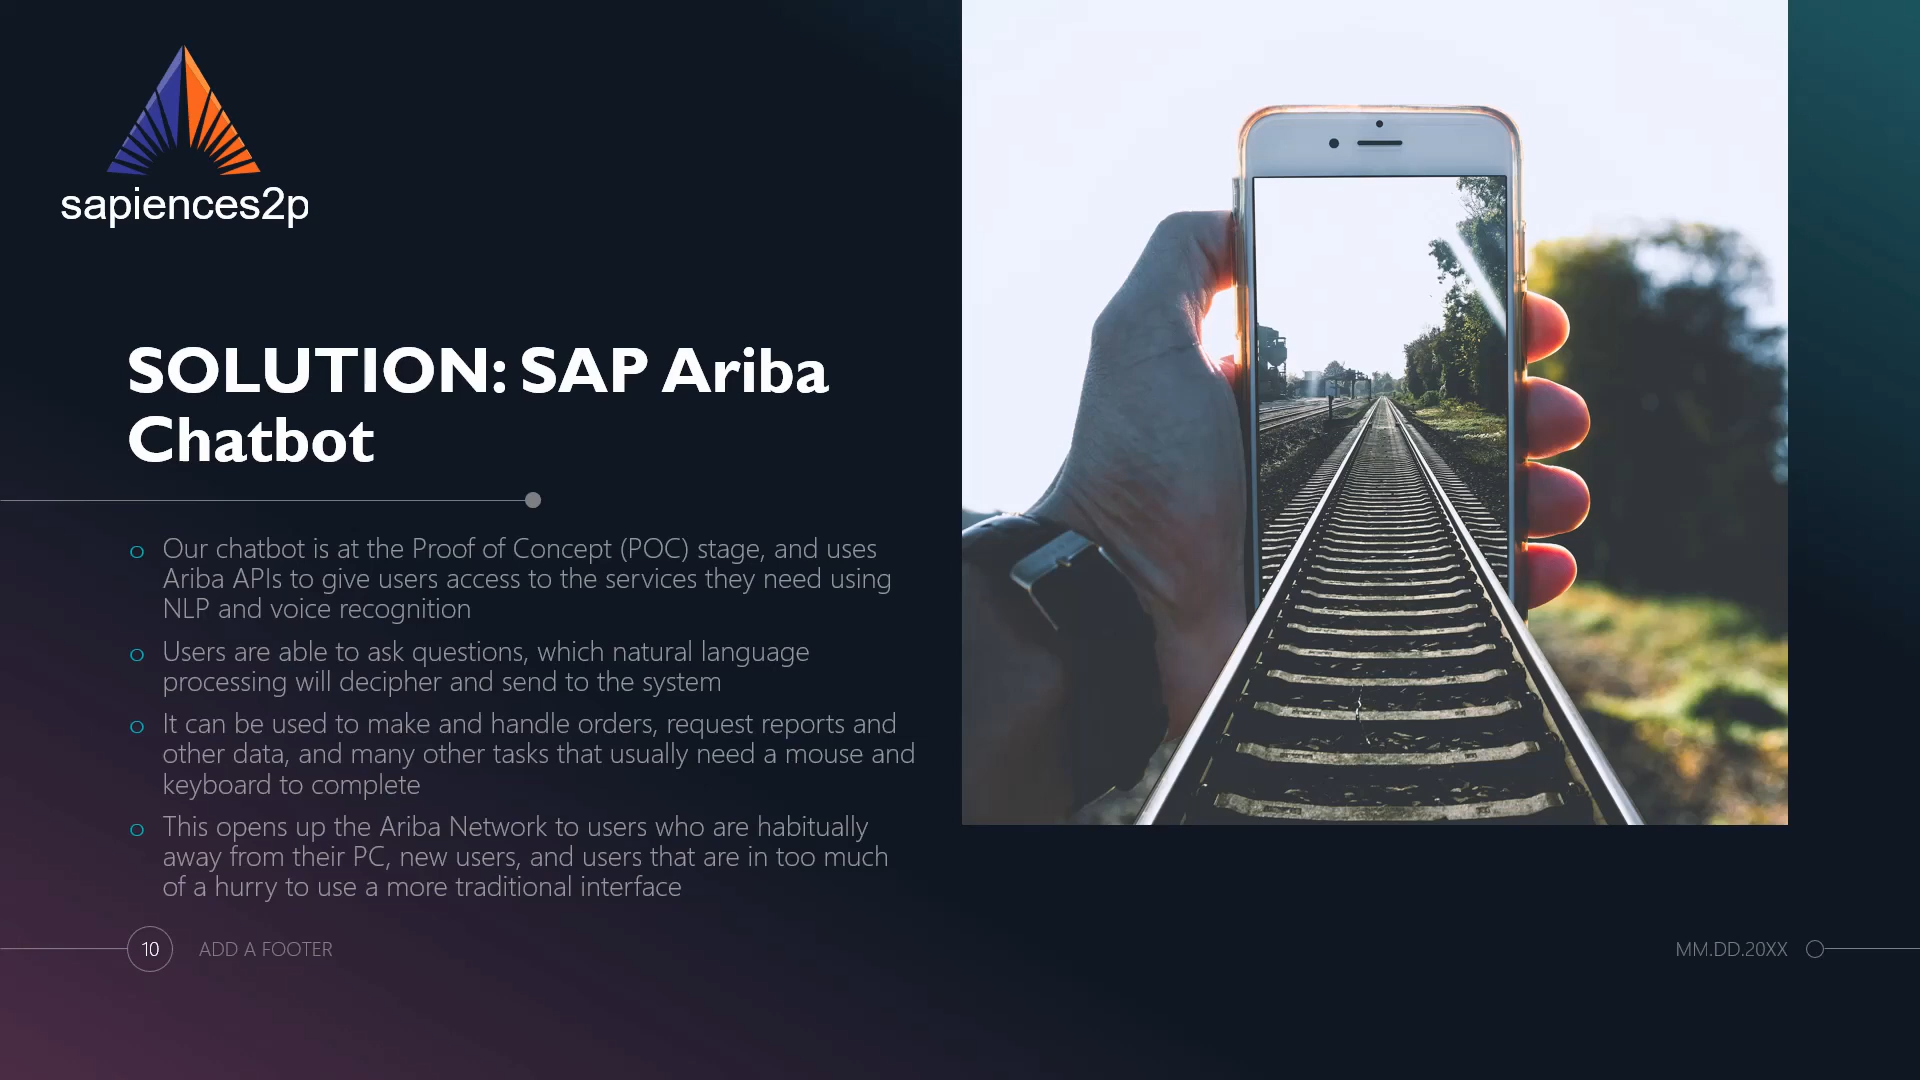 sapiences2p
SOLUTION: SAP Ariba
Chatbot
o Our chatbot is at the Proof of Concept (POC) stage, and uses
Ariba APIs to give users access to the services they need using
NLP and voice recognition
o Users are able to ask questions, which natural language
processing will decipher and send to the system
o It can be used to make and handle orders, request reports and
other data, and many other tasks that usually need a mouse and
keyboard to complete
o This opens up the Ariba Network to users who are habitually
away from their PC, new users, and users that are in too much
of a hurry to use a more traditional interface
10 ADD A FOOTER
MM.DD.20XX